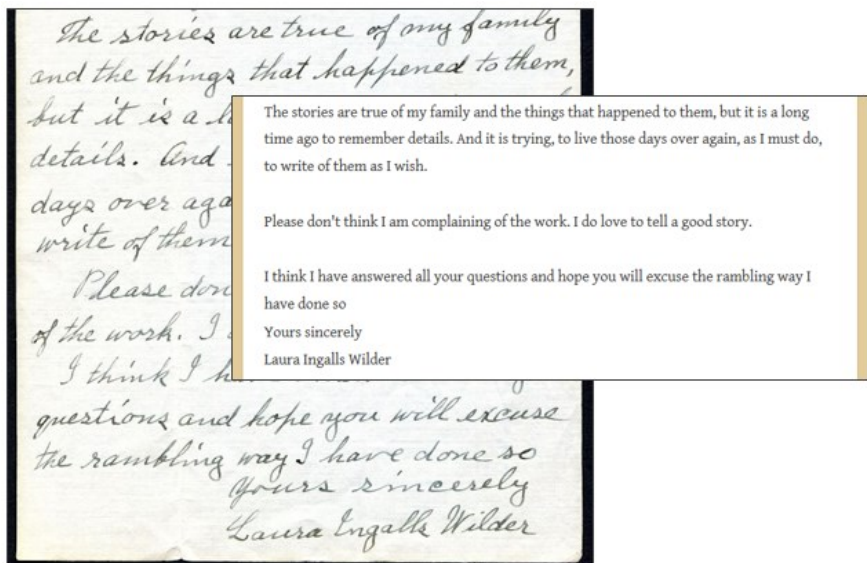 The stories are true of my family
and the things that happened to them,
but it is a
details. And
days over aga
write of them
Please don
of the work. I
I think I h
questions and hope you will excuse
the rambling way I have done so
Yours sincerely
Laura Ingalls Wilder
The stories are true of my family and the things that happened to them, but it is a long
time ago to remember details. And it is trying, to live those days over again, as I must do,
to write of them as I wish.
Please don't think I am complaining of the work. I do love to tell a good story.
I think I have answered all your questions and hope you will excuse the rambling way I
have done so
Yours sincerely
Laura Ingalls Wilder